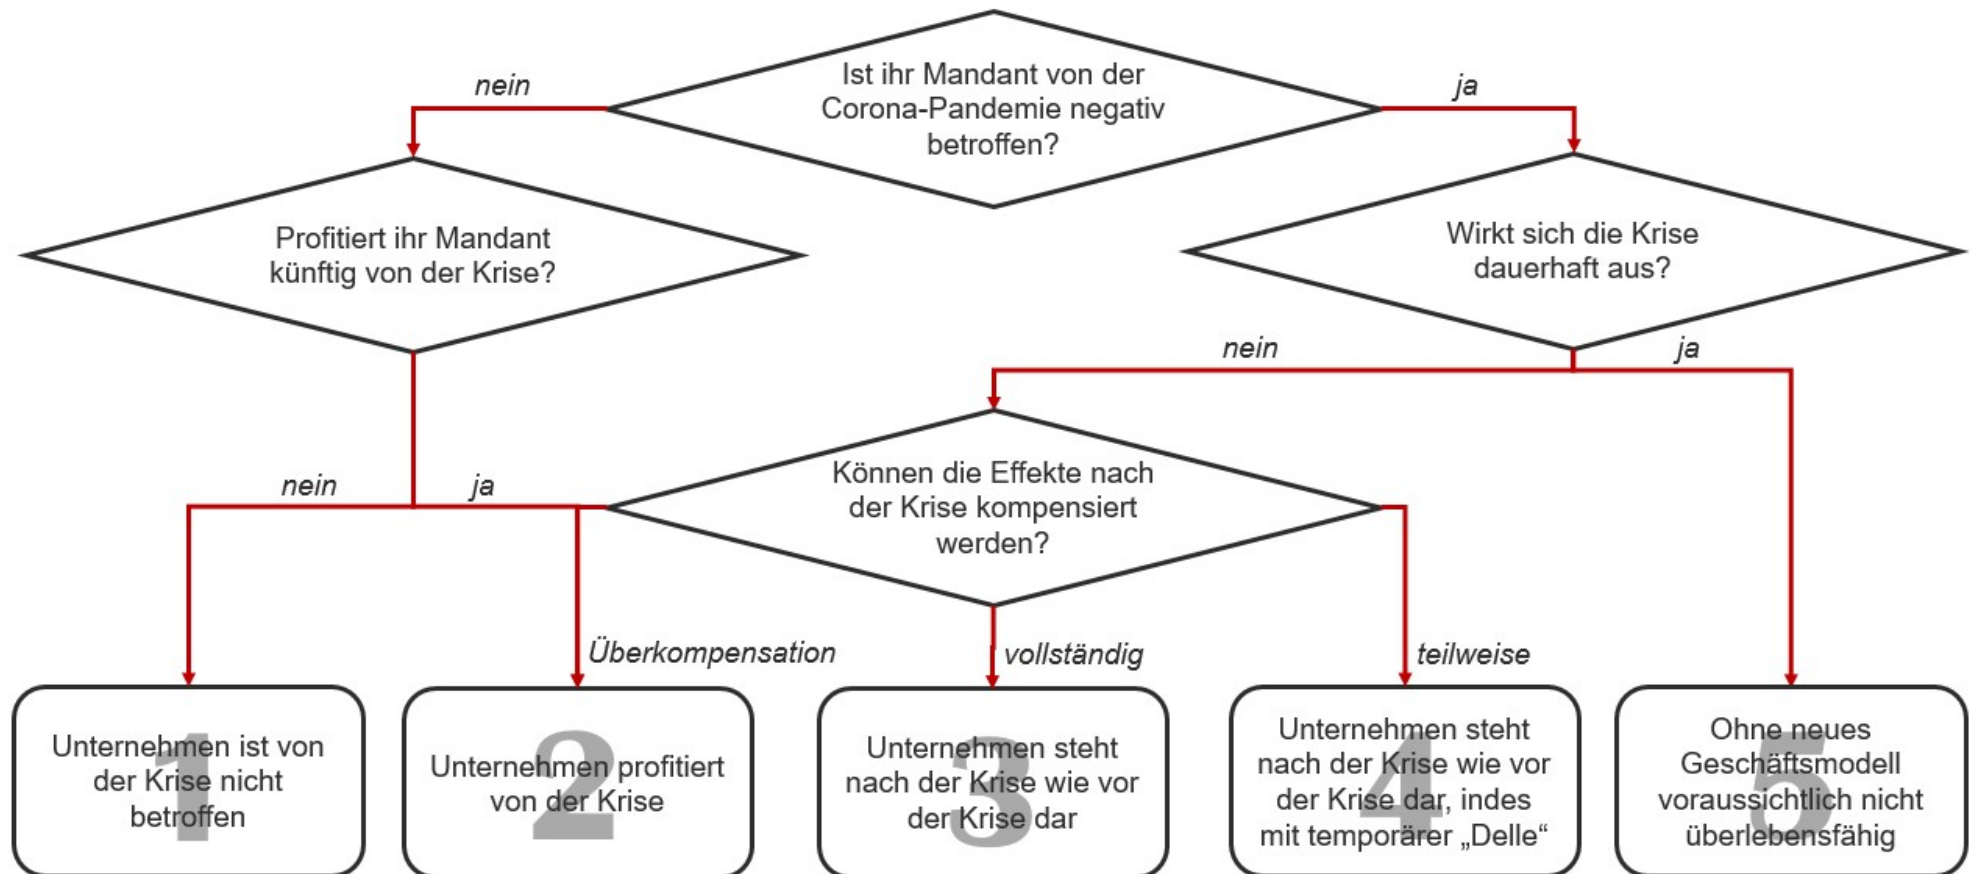 Ist ihr Mandant von der
Corona-Pandemie negativ
betroffen?
nein
ja
Profitiert ihr Mandant
künftig von der Krise?
Wirkt sich die Krise
dauerhaft aus?
nein
ja
Können die Effekte nach
der Krise kompensiert
werden?
nein
ja
Überkompensation
vollständig
teilweise
1
Unternehmen ist von
der Krise nicht
betroffen
2
Unternehmen profitiert
von der Krise
3
Unternehmen steht
nach der Krise wie vor
der Krise dar
4
Unternehmen steht
nach der Krise wie vor
der Krise dar, indes
mit temporärer „Delle“
5
Ohne neues
Geschäftsmodell
voraussichtlich nicht
überlebensfähig